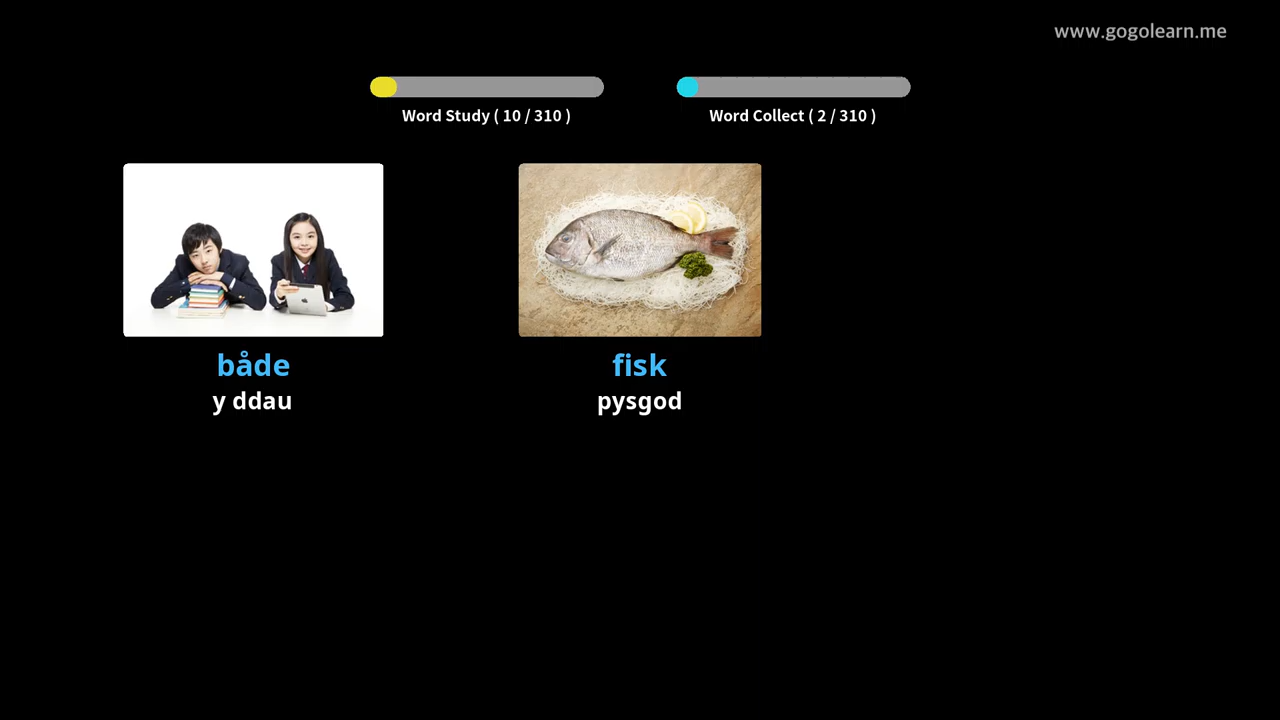 www.gogolearn.me
Word Study ( 10 / 310 )
Word Collect ( 2 / 310 )
både
y ddau
fisk
pysgod